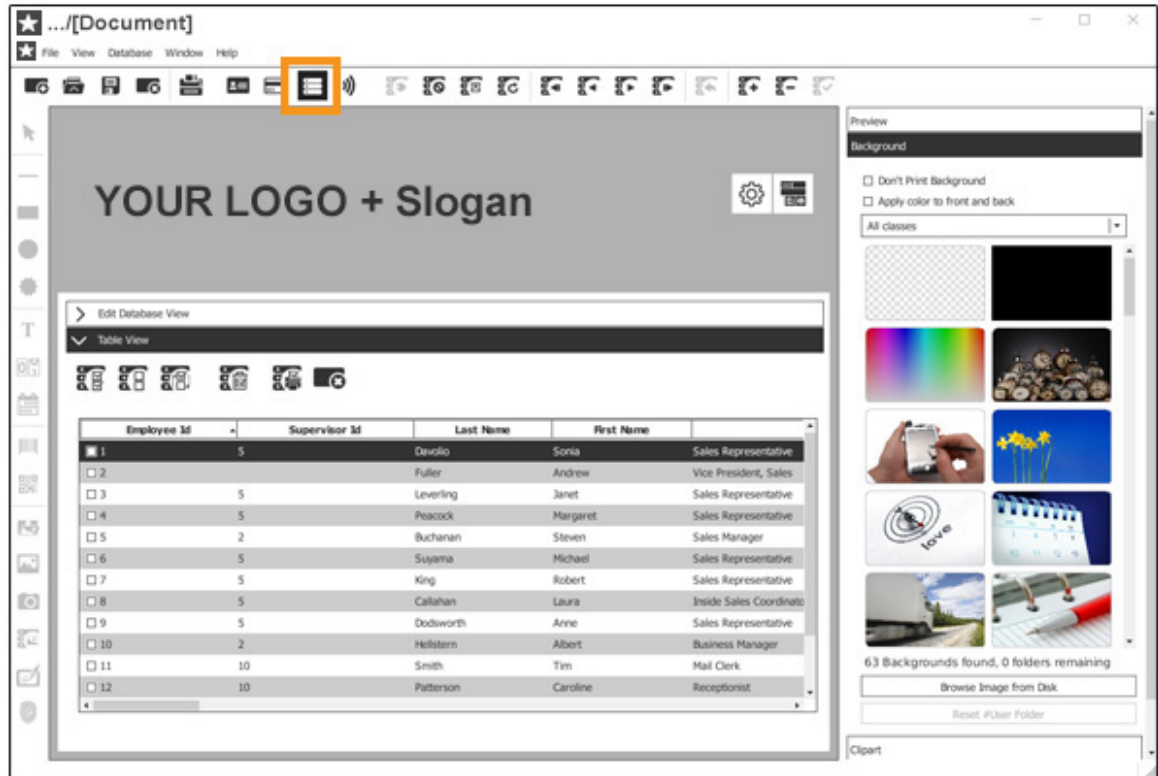 .../[Document]
File View Database Window Help
YOUR LOGO + Slogan
Edit Database View
Table View
Employee Id Supervisor Id Last Name First Name
1 5 Davolio Sonia Sales Representative
2 Fuller Andrew Vice President, Sales
3 5 Leverling Janet Sales Representative
4 5 Peacock Margaret Sales Representative
5 2 Buchanan Steven Sales Manager
6 5 Suyama Michael Sales Representative
7 5 King Robert Sales Representative
8 5 Callahan Laura Inside Sales Coordinato
9 5 Dodsworth Anne Sales Representative
10 2 Hellstern Albert Business Manager
11 10 Smith Tim Mail Clerk
12 10 Patterson Caroline Receptionist
Preview
Background
Don't Print Background
Apply color to front and back
All classes
love
63 Backgrounds found, 0 folders remaining
Browse Image from Disk
Reset #User Folder
Clipart